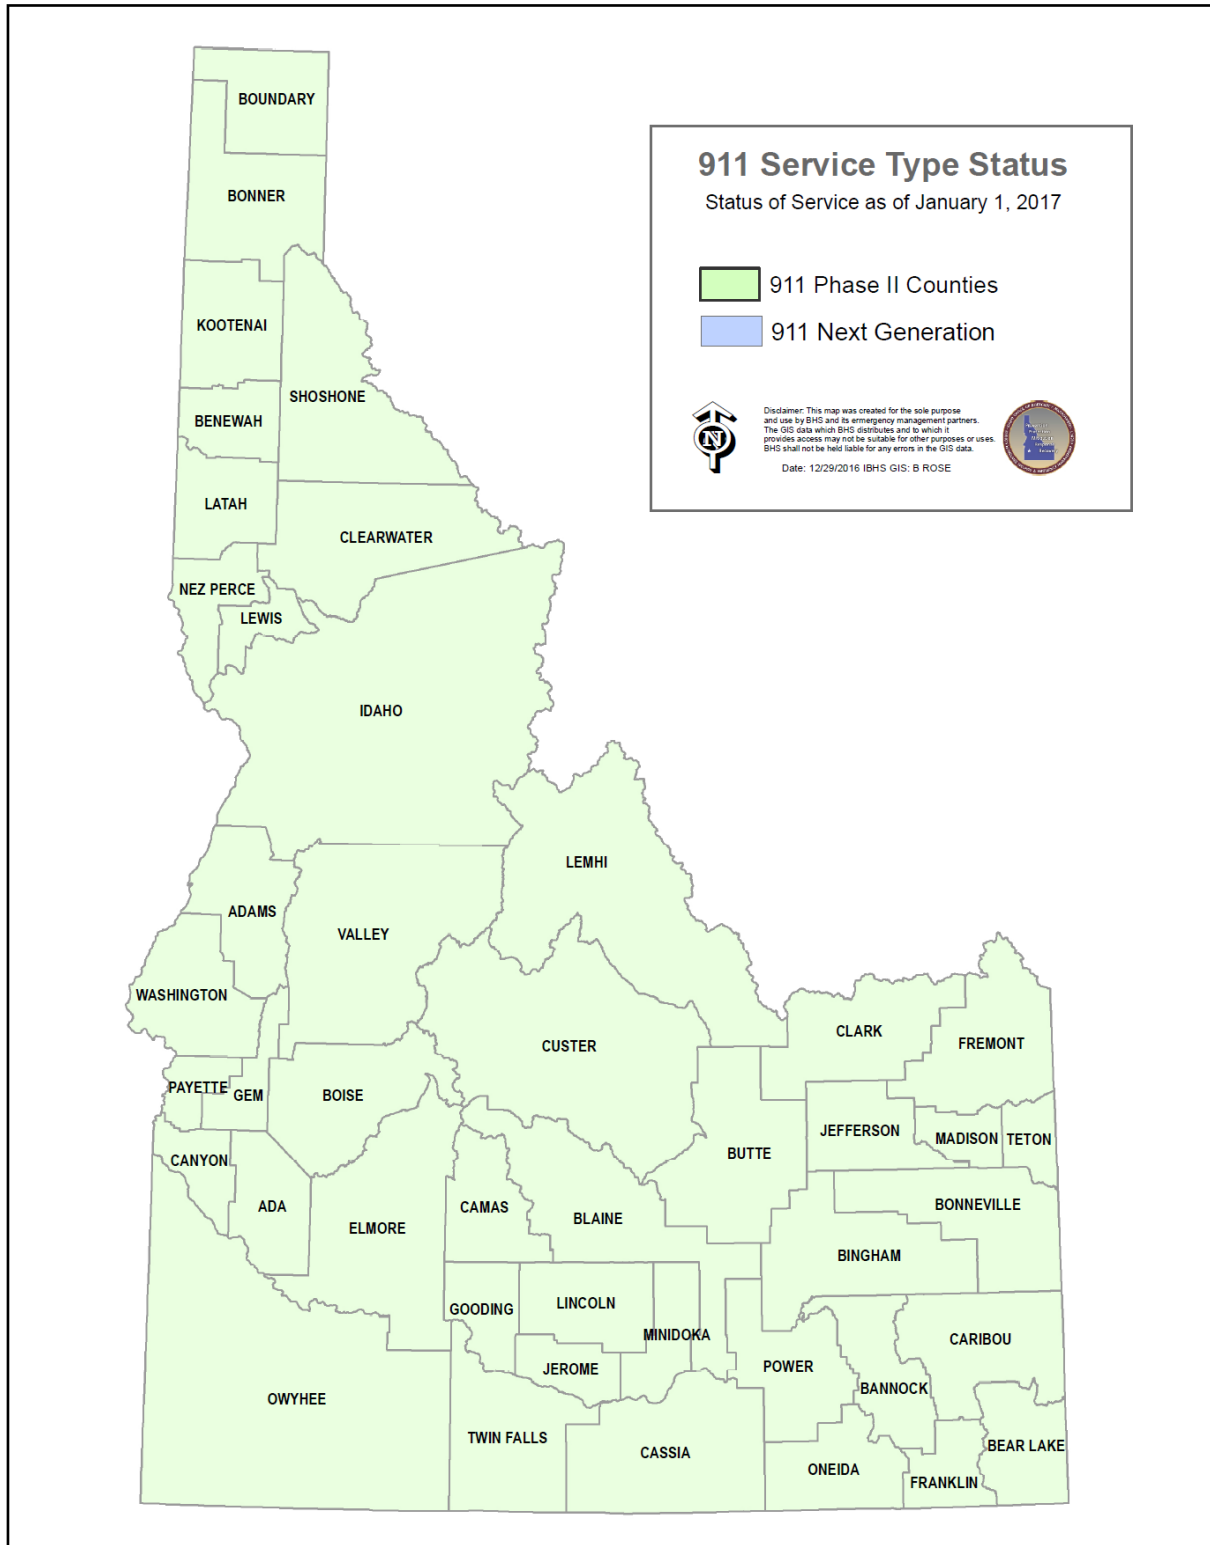 BOUNDARY
911 Service Type Status
Status of Service as of January 1, 2017
BONNER
911 Phase II Counties
KOOTENAI
911 Next Generation
SHOSHONE
BENEWAH
N
Disclaimer: This map was created for the sole purpose
and use by BHS and its emergency management partners.
The GIS data which BHS distributes and to which it
provides access may not be suitable for other purposes or uses.
BHS shall not be held liable for any errors in the GIS data.
Date: 12/29/2016 IBHS GIS: B ROSE
LATAH
CLEARWATER
NEZ PERCE
LEWIS
IDAHO
LEMHI
ADAMS
VALLEY
WASHINGTON
CLARK
FREMONT
CUSTER
PAYETTE
GEM
BOISE
JEFFERSON
MADISON
TETON
BUTTE
CANYON
ADA
CAMAS
BONNEVILLE
ELMORE
BLAINE
BINGHAM
GOODING
LINCOLN
MINIDOKA
CARIBOU
JEROME
POWER
BANNOCK
OWYHEE
TWIN FALLS
CASSIA
BEAR LAKE
ONEIDA
FRANKLIN